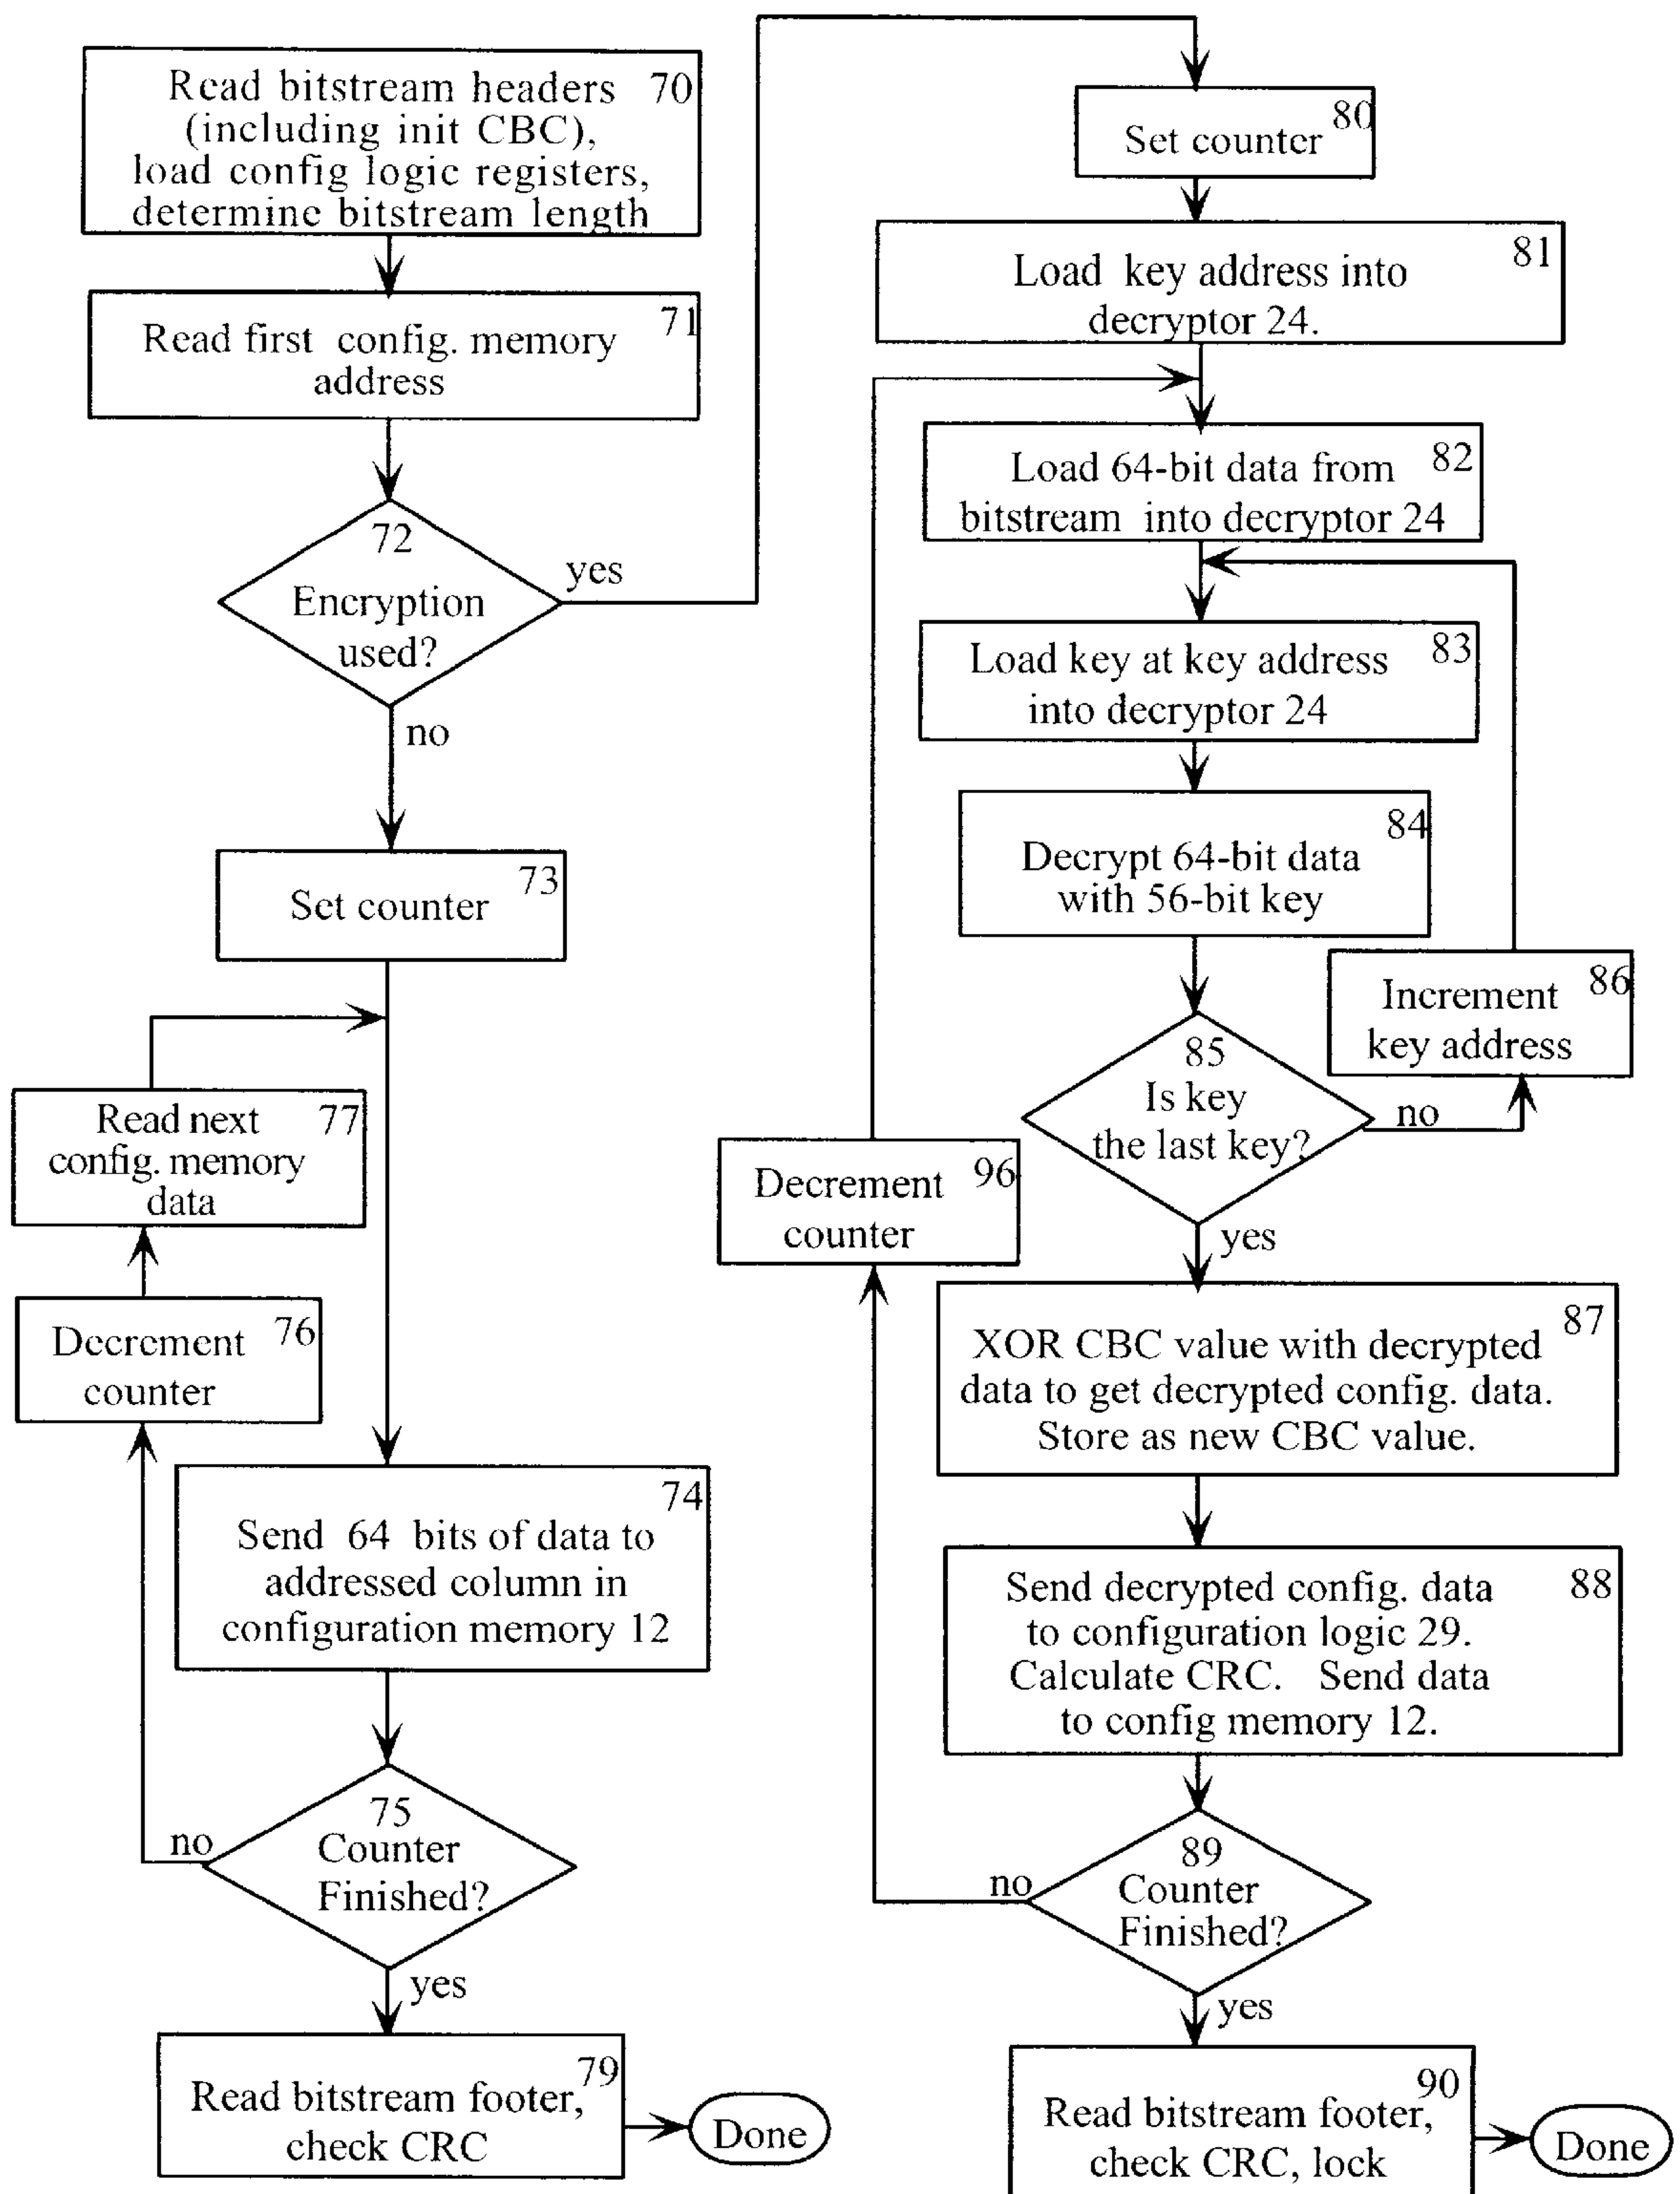 Read bitstream headers 70
(including init CBC),
load config logic registers,
determine bitstream length
Read first config. memory 71
address
72
Encryption
used?
yes
no
73
Set counter
Read next 77
config. memory
data
Decrement 76
counter
74
Send 64 bits of data to
addressed column in
configuration memory 12
75
Counter
Finished?
no
yes
79
Read bitstream footer,
check CRC
Done
80
Set counter
81
Load key address into
decryptor 24.
Load 64-bit data from 82
bitstream into decryptor 24
Load key at key address 83
into decryptor 24
84
Decrypt 64-bit data
with 56-bit key
85
Is key
the last key?
no
Increment 86
key address
yes
Decrement 96
counter
87
XOR CBC value with decrypted
data to get decrypted config. data.
Store as new CBC value.
Send decrypted config. data 88
to configuration logic 29.
Calculate CRC. Send data
to config memory 12.
89
Counter
Finished?
no
yes
90
Read bitstream footer,
check CRC, lock
Done